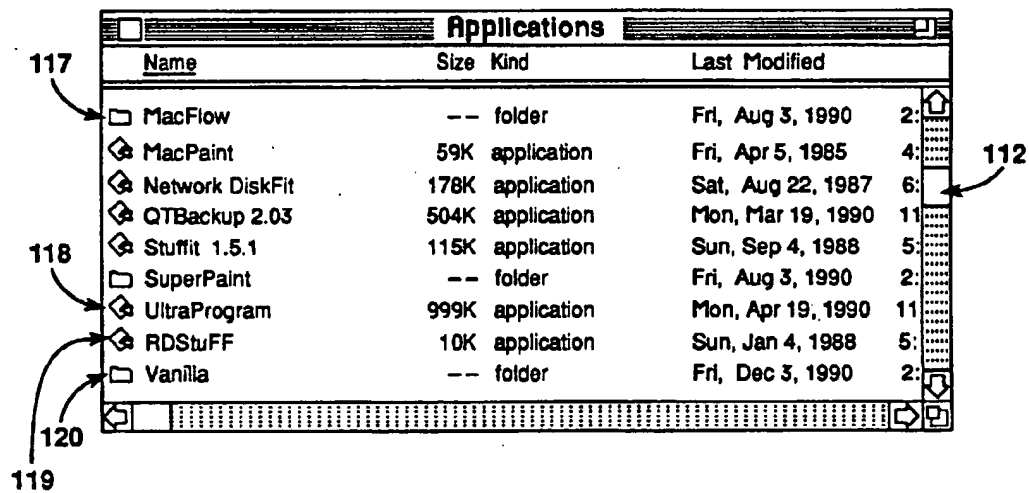 Applications
Name Size Kind Last Modified
117
MacFlow -- folder Fri, Aug 3, 1990 2:
MacPaint 59K application Fri, Apr 5, 1985 4:
112
Network DiskFit 178K application Sat, Aug 22, 1987 6:
QTBackup 2.03 504K application Mon, Mar 19, 1990 11
Stuffit 1.5.1 115K application Sun, Sep 4, 1988 5:
118
SuperPaint -- folder Fri, Aug 3, 1990 2:
UltraProgram 999K application Mon, Apr 19, 1990 11
RDStuFF 10K application Sun, Jan 4, 1988 5:
Vanilla -- folder Fri, Dec 3, 1990 2:
120
119